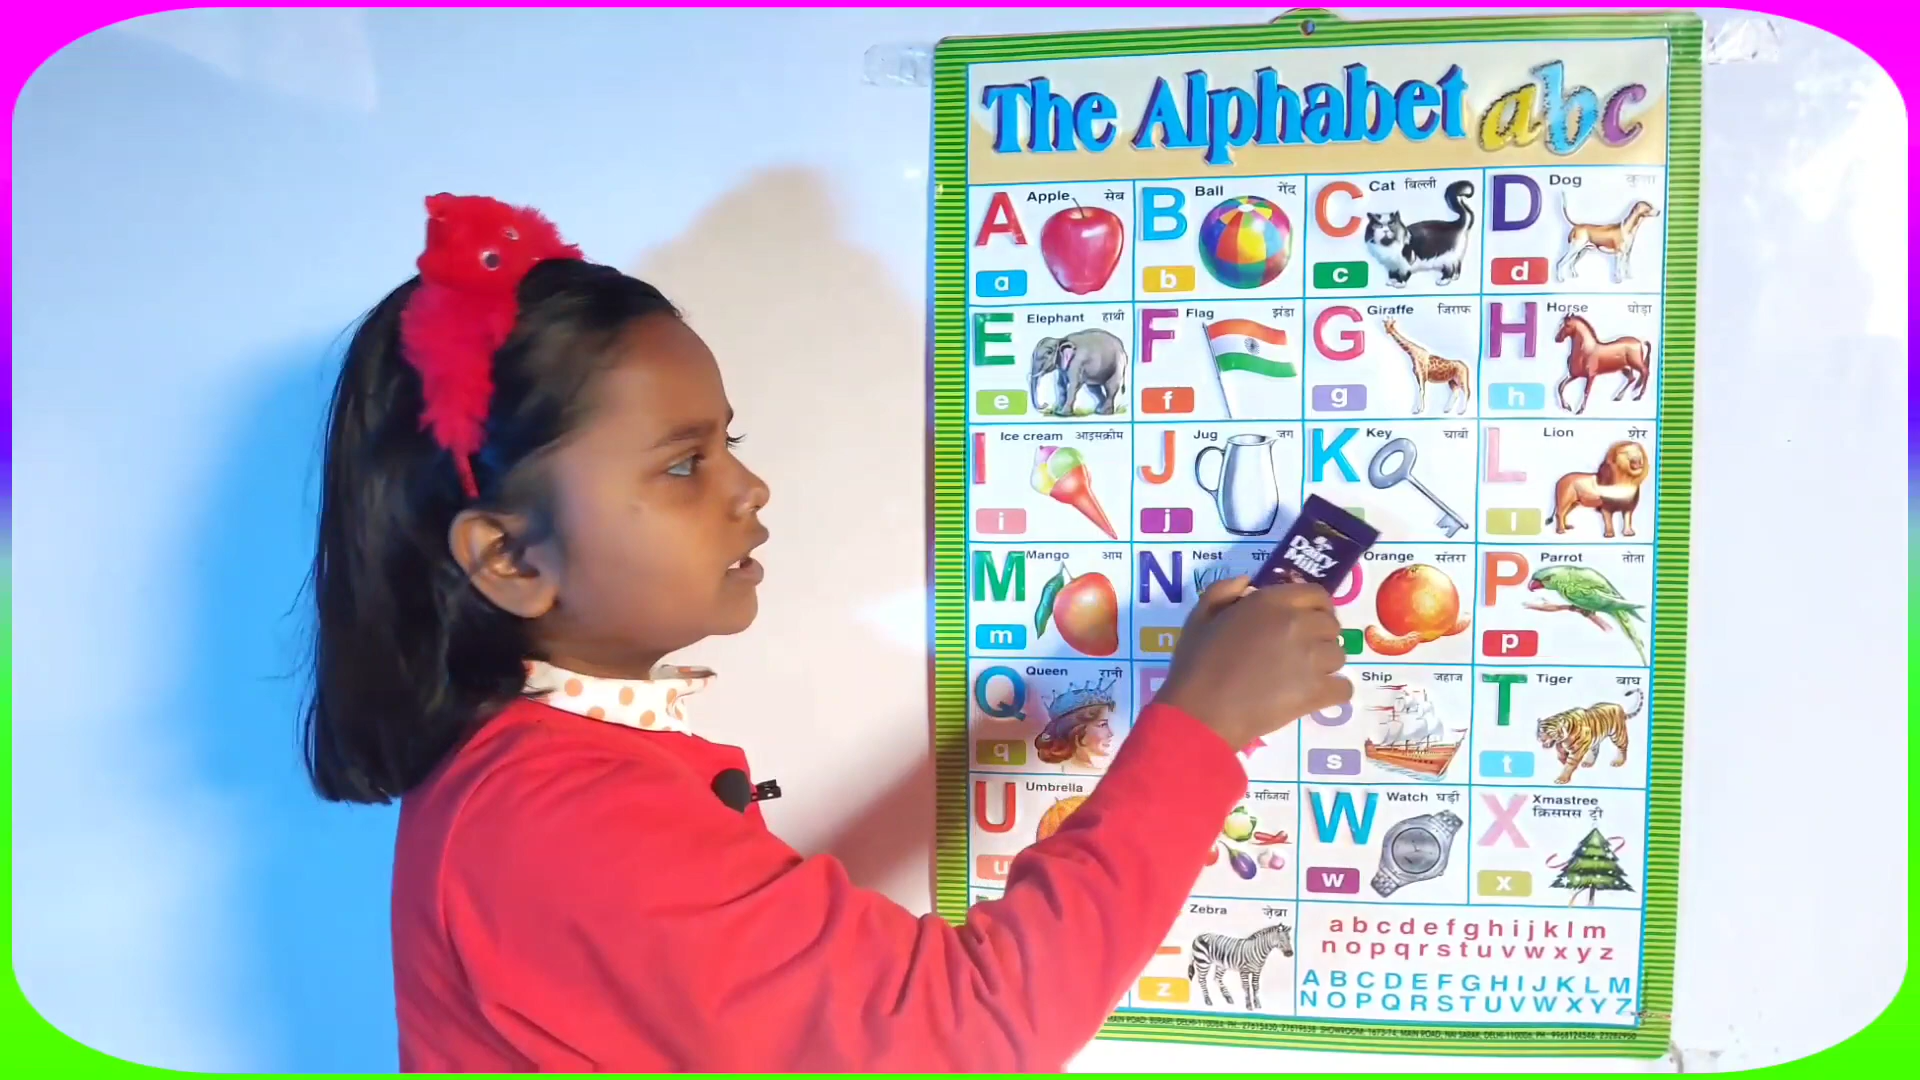 The Alphabet abc
A Apple सेब
a
B Ball गेंद
b
C Cat बिल्ली
c
D Dog कुत्ता
d
E Elephant हाथी
e
F Flag झंडा
f
G Giraffe जिराफ
g
H Horse घोड़ा
h
I Ice cream आइसक्रीम
i
J Jug जग
j
K Key चाबी
L Lion शेर
l
Dairy
Milk
M Mango आम
m
N Nest
n
Orange संतरा
P Parrot तोता
p
Q Queen रानी
q
S Ship जहाज
s
T Tiger बाघ
t
U Umbrella
u
सब्जियां
W Watch घड़ी
w
X Xmastree
क्रिसमस ट्री
x
Zebra ज़ेब्रा
z
a b c d e f g h i j k l m
n o p q r s t u v w x y z
A B C D E F G H I J K L M
N O P Q R S T U V W X Y Z